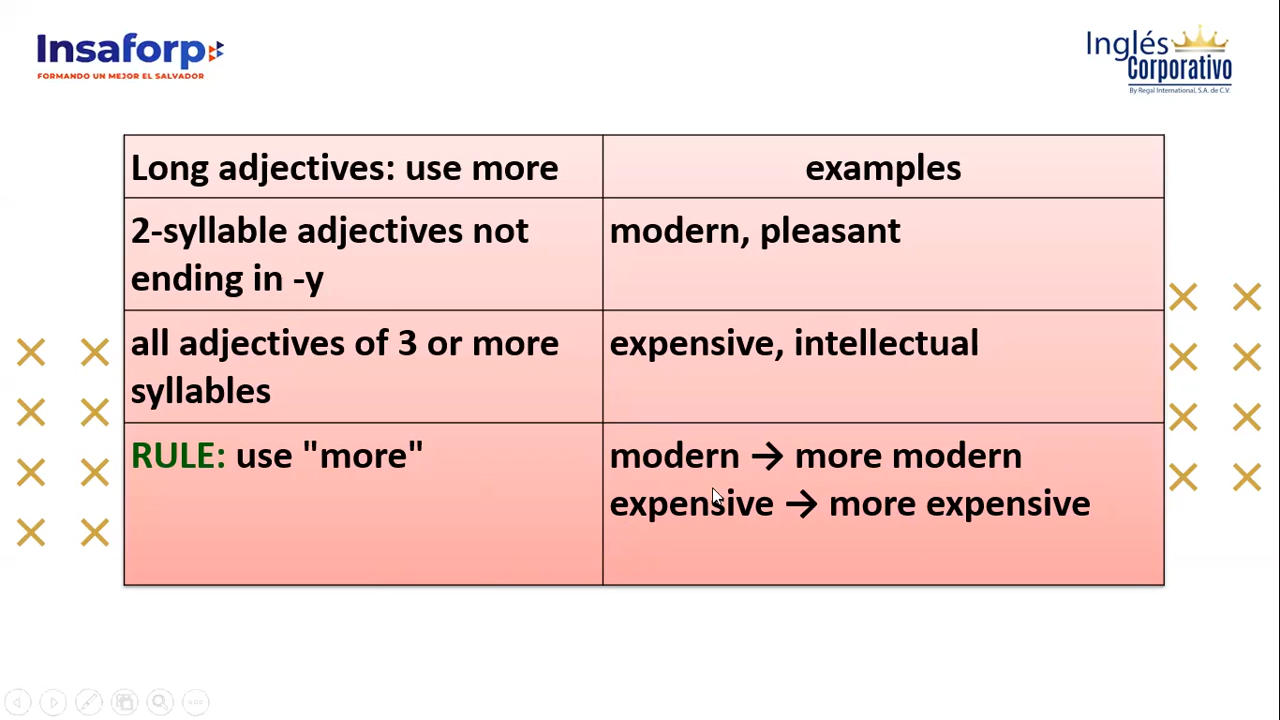 Insaforp
FORMANDO UN MEJOR EL SALVADOR
Inglés
Corporativo
By Regal International, S.A. de C.V.
Long adjectives: use more
examples
2-syllable adjectives not
ending in -y
modern, pleasant
all adjectives of 3 or more
syllables
expensive, intellectual
RULE: use "more"
modern → more modern
expensive → more expensive